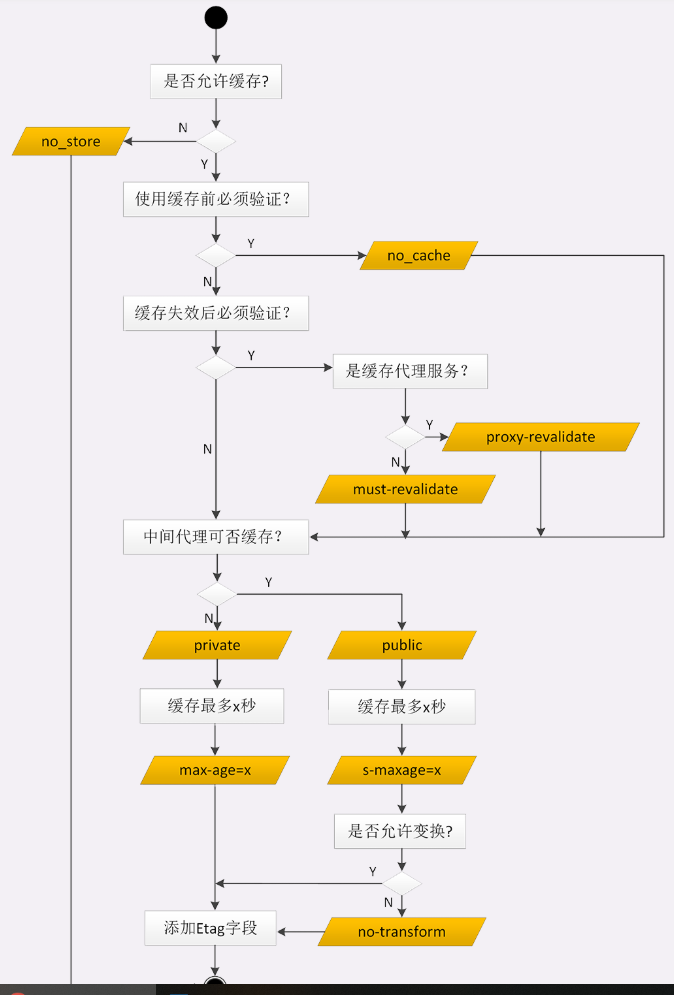 是否允许缓存?
N
no_store
Y
使用缓存前必须验证？
Y
no_cache
N
缓存失效后必须验证？
Y
是缓存代理服务？
Y
proxy-revalidate
N
N
must-revalidate
中间代理可否缓存？
Y
N
private
public
缓存最多x秒
缓存最多x秒
max-age=x
s-maxage=x
是否允许变换?
Y
N
添加Etag字段
no-transform